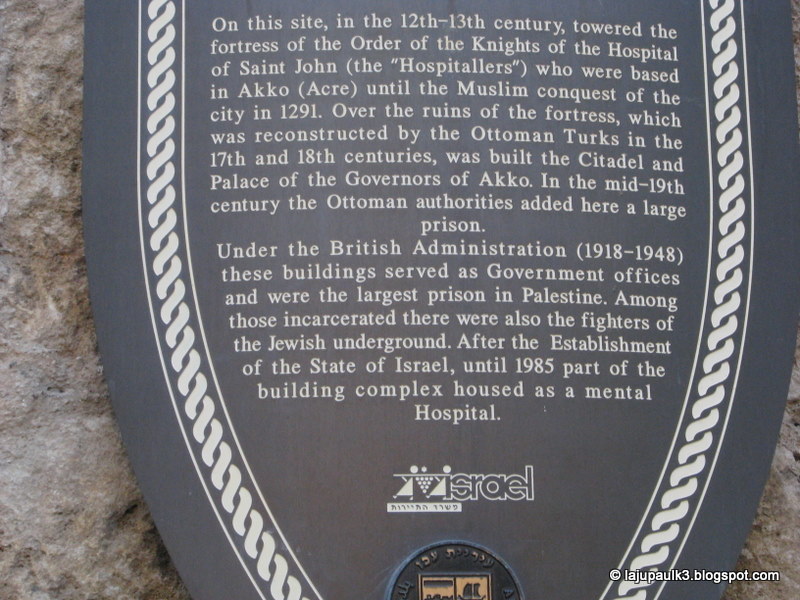 On this site, in the 12th-13th century, towered the
fortress of the Order of the Knights of the Hospital
of Saint John (the "Hospitallers") who were based
in Akko (Acre) until the Muslim conquest of the
city in 1291. Over the ruins of the fortress, which
was reconstructed by the Ottoman Turks in the
17th and 18th centuries, was built the Citadel and
Palace of the Governors of Akko. In the mid-19th
century the Ottoman authorities added here a large
prison.
Under the British Administration (1918-1948)
these buildings served as Government offices
and were the largest prison in Palestine. Among
those incarcerated there were also the fighters of
the Jewish underground. After the Establishment
of the State of Israel, until 1985 part of the
building complex housed as a mental
Hospital.
israel
משרד התיירות
עיריית עכו
© lajupaulk3.blogspot.com